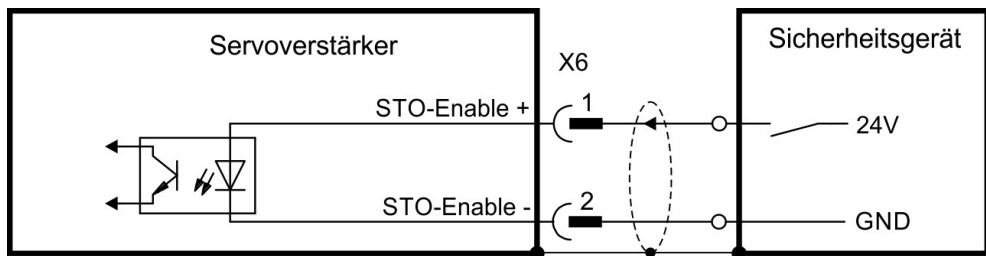 Servoverstärker
Sicherheitsgerät
X6
STO-Enable +
1
24V
STO-Enable -
2
GND